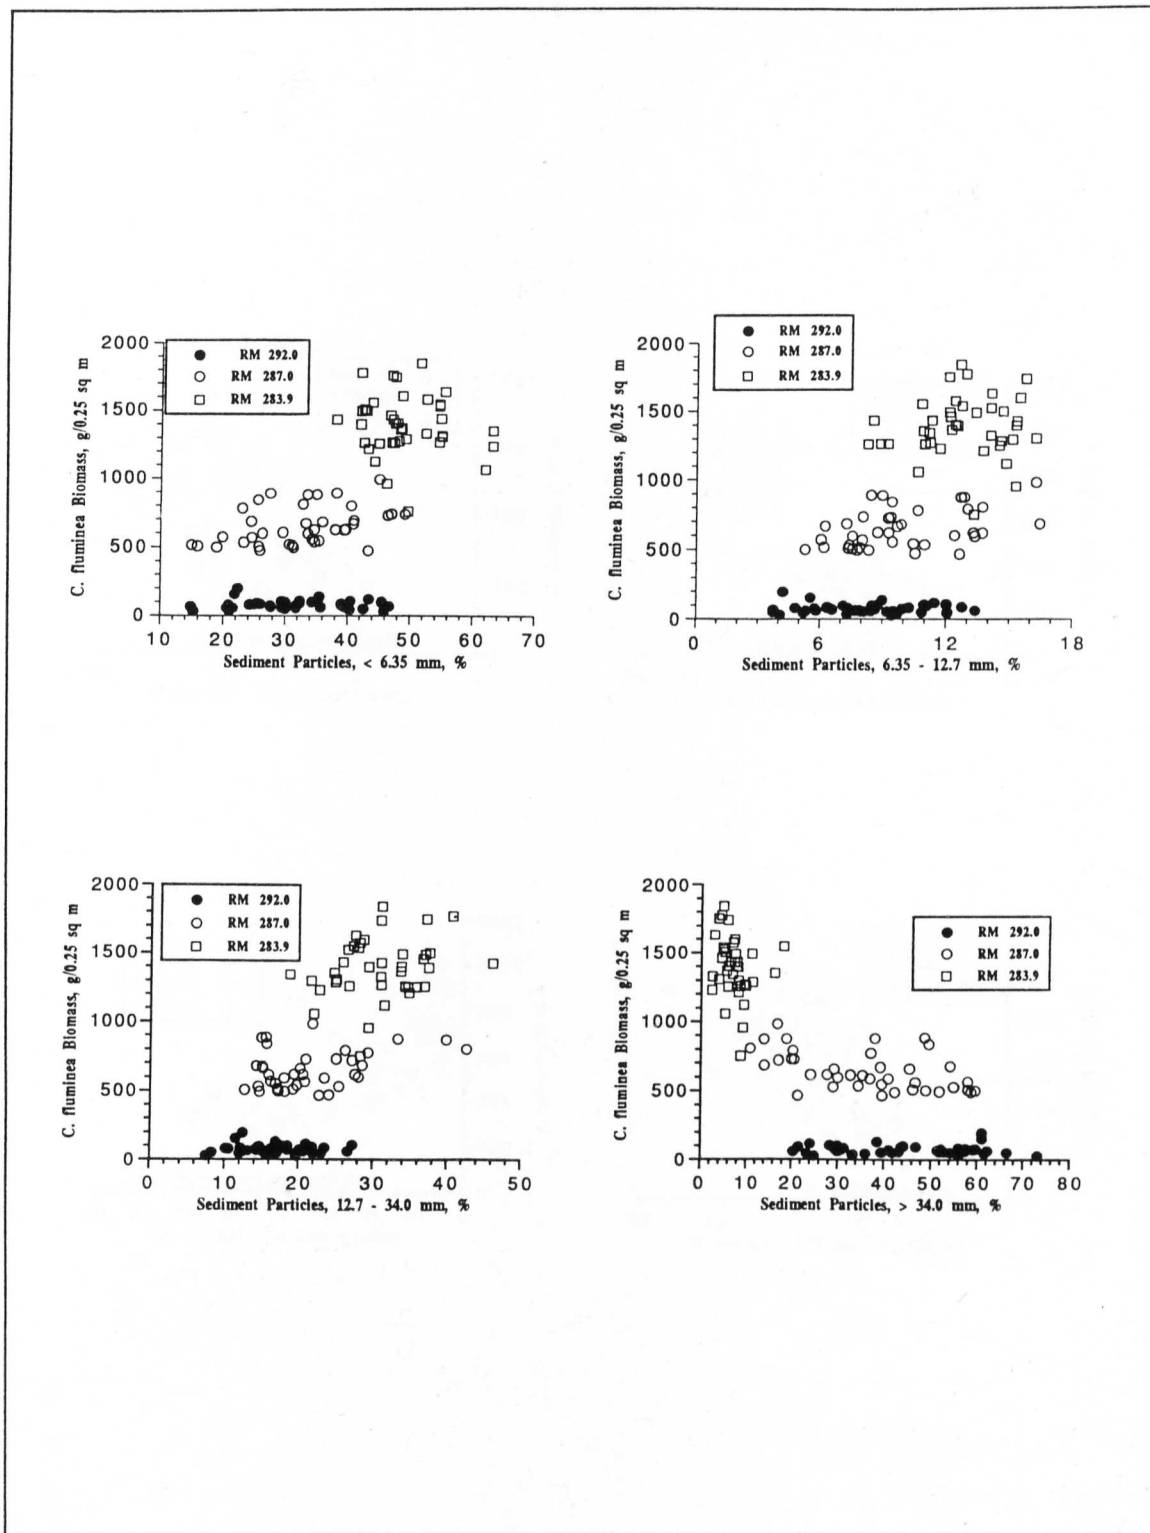 C. fluminea Biomass, g/0.25 sq m
2000
1500
1000
500
0
RM 292.0
RM 287.0
RM 283.9
10 20 30 40 50 60 70
Sediment Particles, < 6.35 mm, %
C. fluminea Biomass, g/0.25 sq m
2000
1500
1000
500
0
RM 292.0
RM 287.0
RM 283.9
0 6 12 18
Sediment Particles, 6.35 - 12.7 mm, %
C. fluminea Biomass, g/0.25 sq m
2000
1500
1000
500
0
RM 292.0
RM 287.0
RM 283.9
0 10 20 30 40 50
Sediment Particles, 12.7 - 34.0 mm, %
C. fluminea Biomass, g/0.25 sq m
2000
1500
1000
500
0
RM 292.0
RM 287.0
RM 283.9
0 10 20 30 40 50 60 70 80
Sediment Particles, > 34.0 mm, %